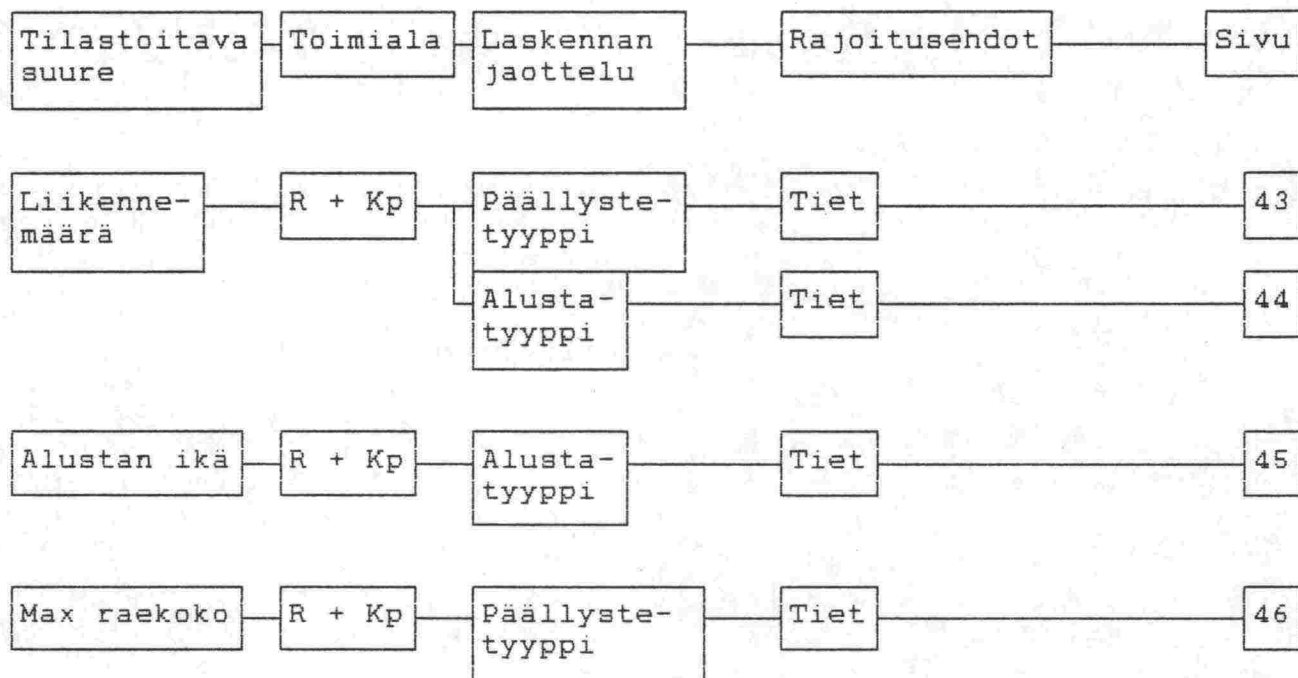 Tilastoitava Toimiala Laskennan Rajoitusehdot Sivu
suure jaottelu
Liikenne- R + Kp Päällyste- Tiet 43
määrä tyyppi
Alusta- Tiet 44
tyyppi
Alustan ikä R + Kp Alusta- Tiet 45
tyyppi
Max raekoko R + Kp Päällyste- Tiet 46
tyyppi